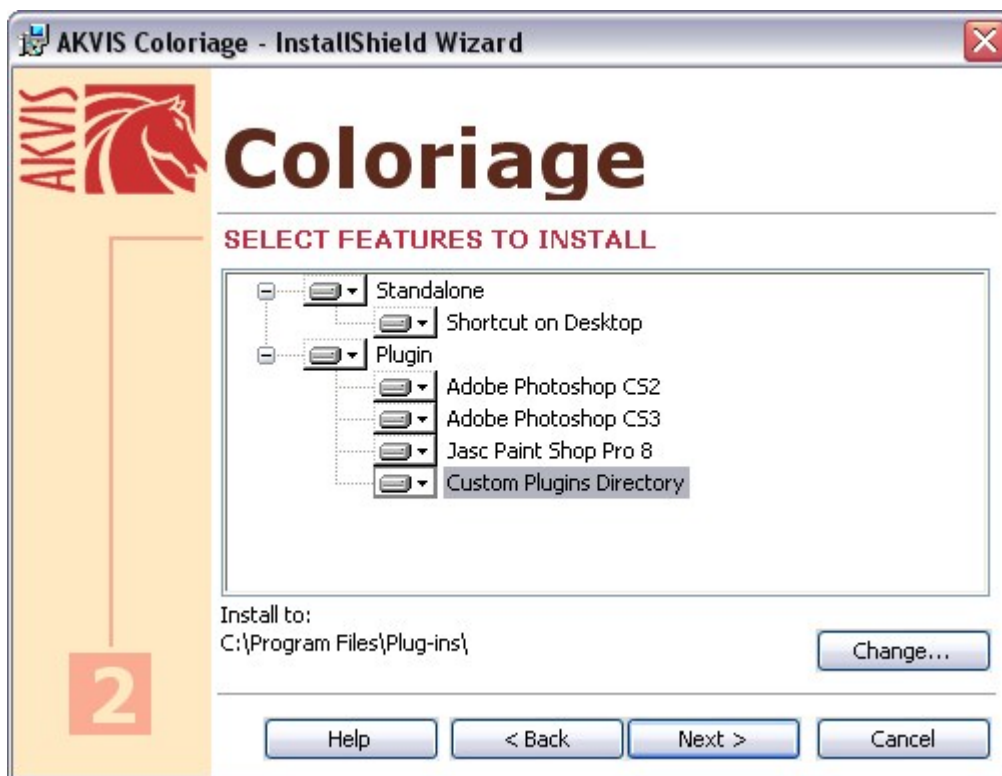 AKVIS Coloriage - InstallShield Wizard
AKVIS
Coloriage
SELECT FEATURES TO INSTALL
Standalone
Shortcut on Desktop
Plugin
Adobe Photoshop CS2
Adobe Photoshop CS3
Jasc Paint Shop Pro 8
Custom Plugins Directory
Install to:
C:\Program Files\Plug-ins\
Change...
2
Help
< Back
Next >
Cancel